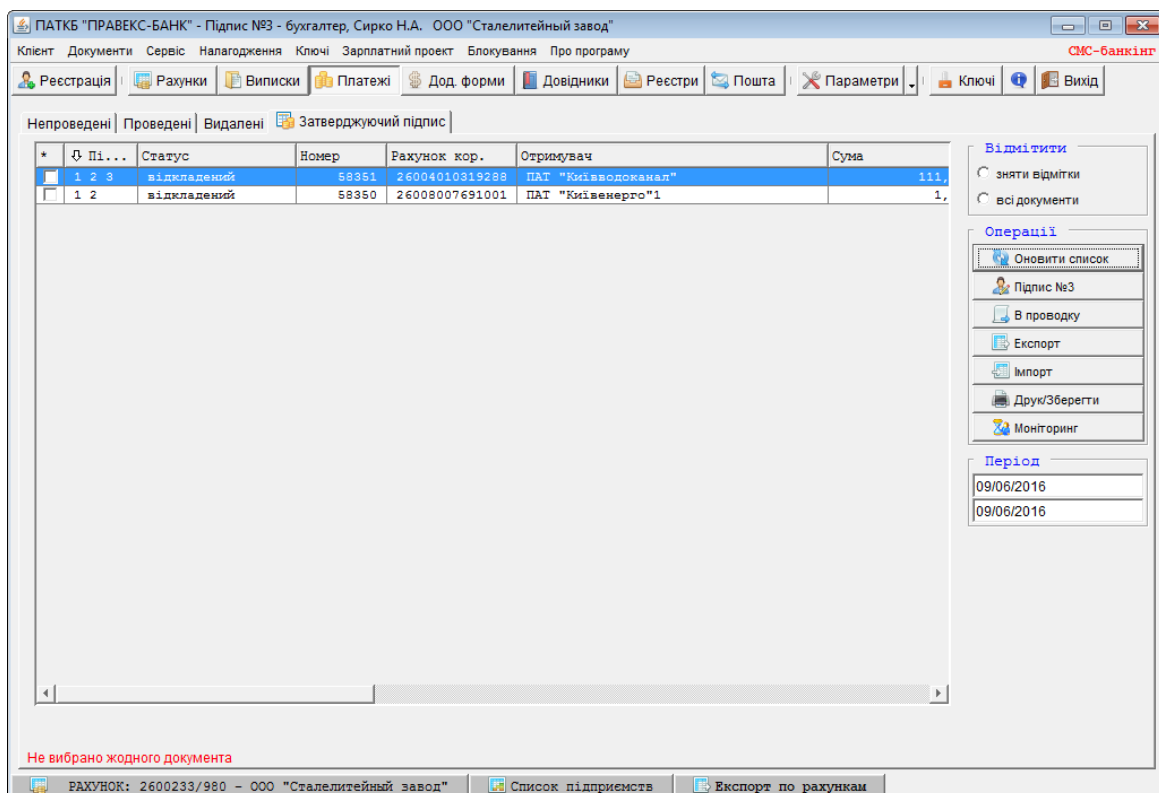 ПАТКБ "ПРАВЕКС-БАНК" - Підпис №3 - бухгалтер, Сирко Н.А. ООО "Сталелитейный завод"
Клієнт Документи Сервіс Налагодження Ключі Зарплатний проект Блокування Про програму СМС-банкінг
Реєстрація Рахунки Виписки Платежі Дод. форми Довідники Реєстри Пошта Параметри Ключі Вихід
Непроведені Проведені Видалені Затверджуючий підпис
* Пі... Статус Номер Рахунок кор. Отримувач Сума
1 2 3 відкладений 58351 26004010319288 ПАТ "Київводоканал" 111,
1 2 відкладений 58350 26008007691001 ПАТ "Київенерго"1 1,
Відмітити
зняти відмітки
всі документи
Операції
Оновити список
Підпис №3
В проводку
Експорт
Імпорт
Друк/Зберегти
Моніторинг
Період
09/06/2016
09/06/2016
Не вибрано жодного документа
РАХУНОК: 2600233/980 - ООО "Сталелитейный завод" Список підприємств Експорт по рахункам